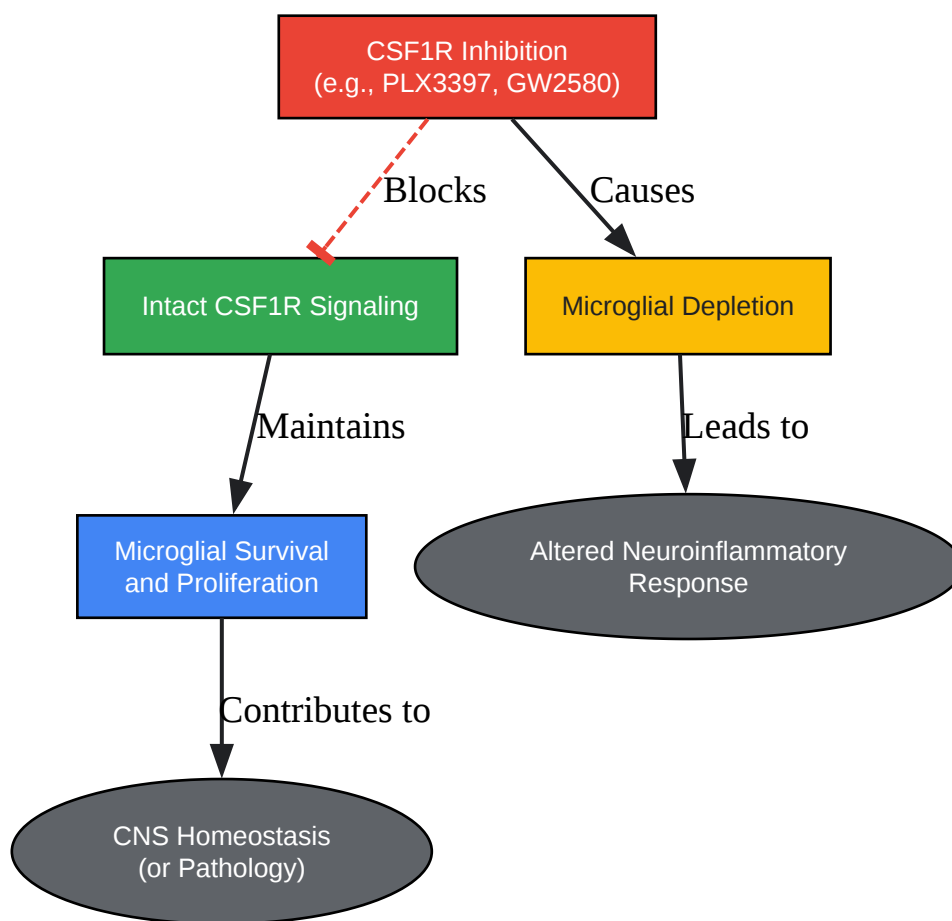 CSF1R Inhibition
(e.g., PLX3397, GW2580)
Blocks
Causes
Intact CSF1R Signaling
Microglial Depletion
Maintains
Leads to
Microglial Survival
and Proliferation
Altered Neuroinflammatory
Response
Contributes to
CNS Homeostasis
(or Pathology)